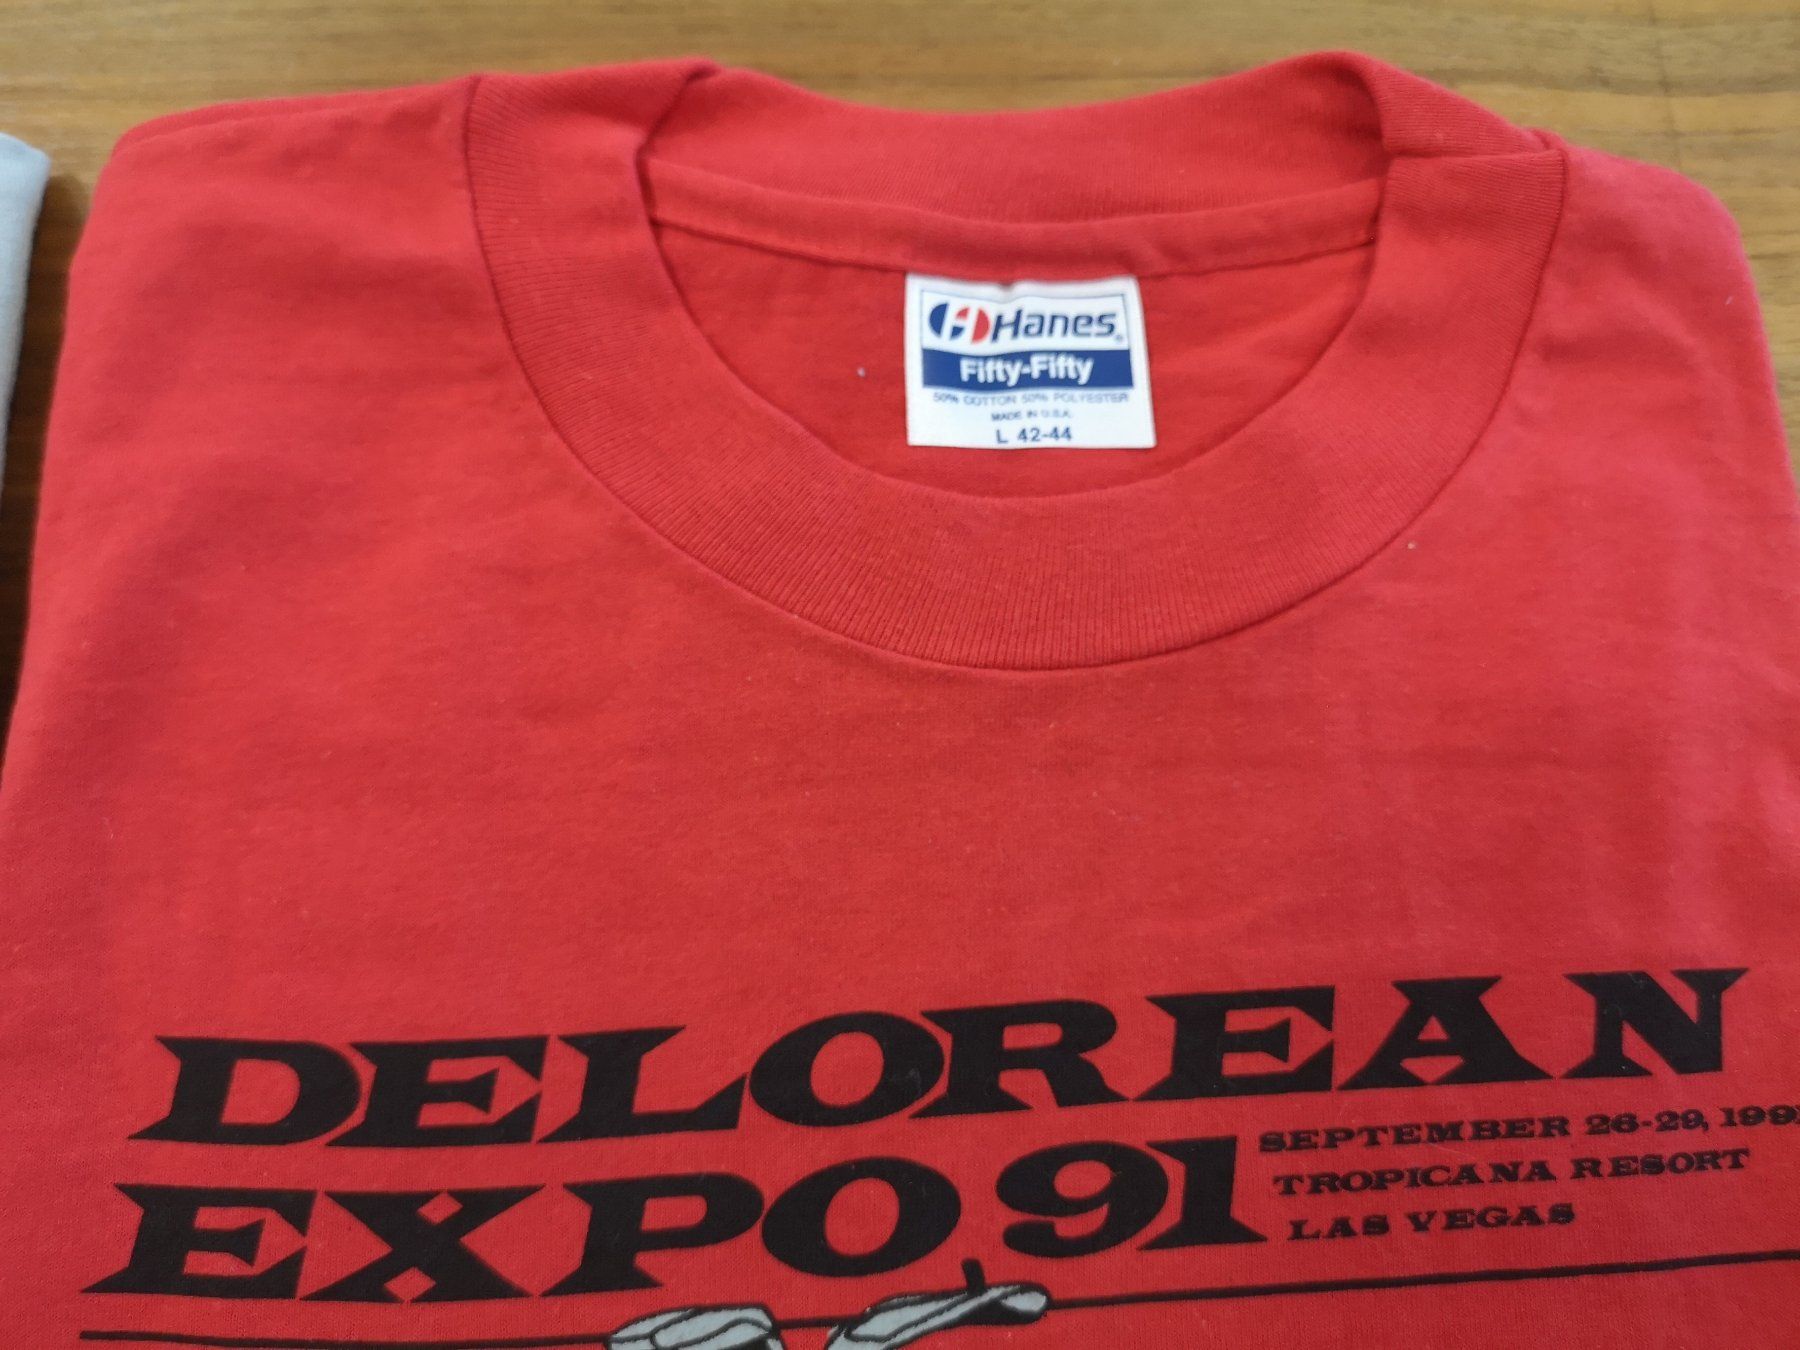 Hanes
Fifty-Fifty
50% COTTON 50% POLYESTER
MADE IN U.S.A.
L 42-44
DELOREAN
EXPO 91
SEPTEMBER 26-29, 1991
TROPICANA RESORT
LAS VEGAS